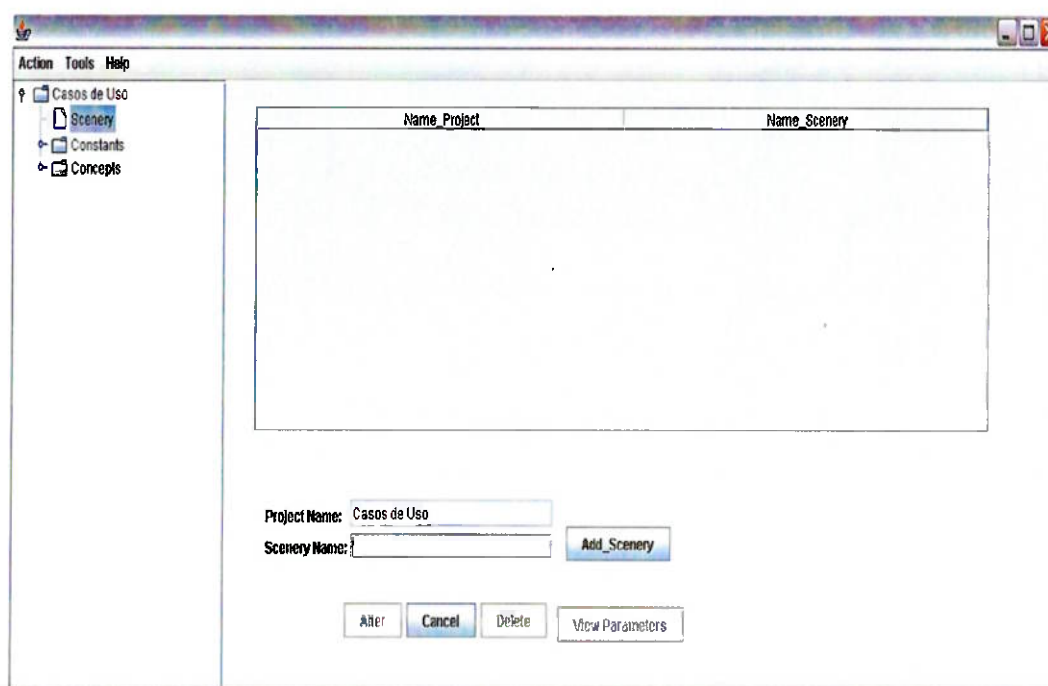 Action Tools Help
Casos de Uso
Scenery
Constants
Concepts
Name_Project Name_Scenery
Project Name: Casos de Uso
Scenery Name:
Add_Scenery
Alter Cancel Delete View Parameters